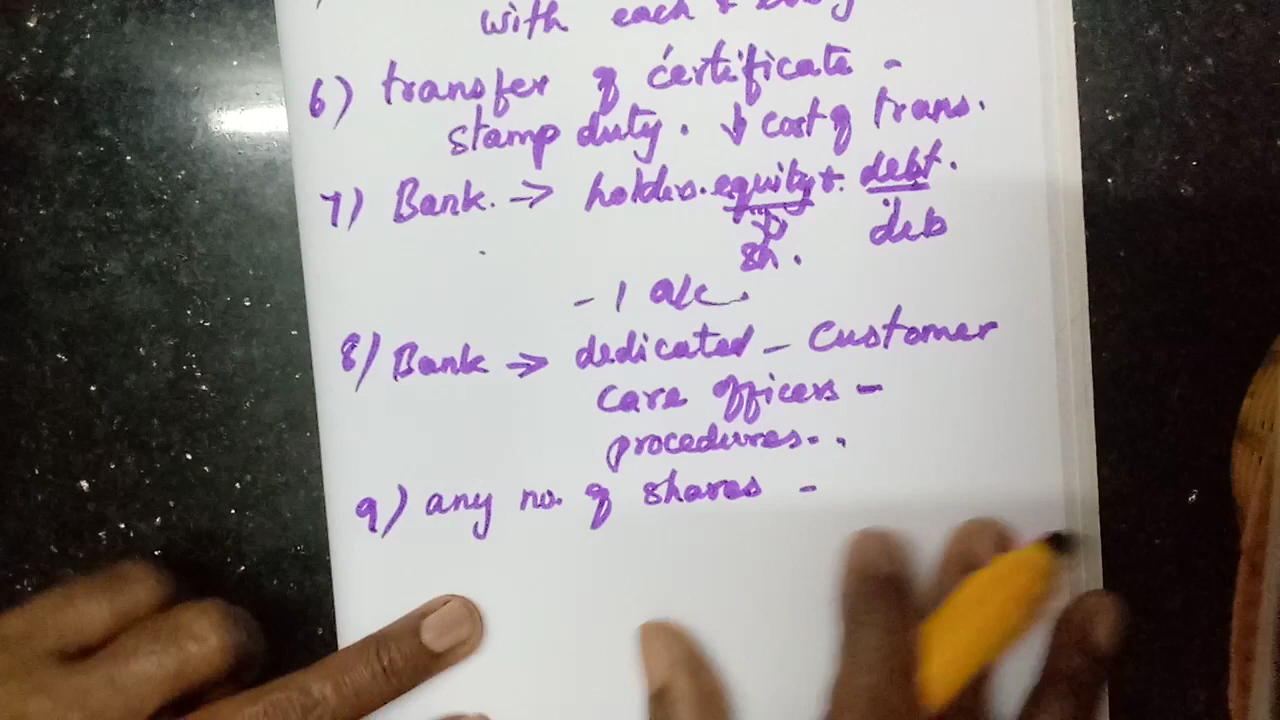 with each &
6) transfer of certificate -
stamp duty. ↓ cost of trans.
7) Bank. → holds. equity + debt.
sh. deb
- 1 a/c.
8) Bank → dedicated - Customer
care officers -
procedures..
9) any no. of shares -